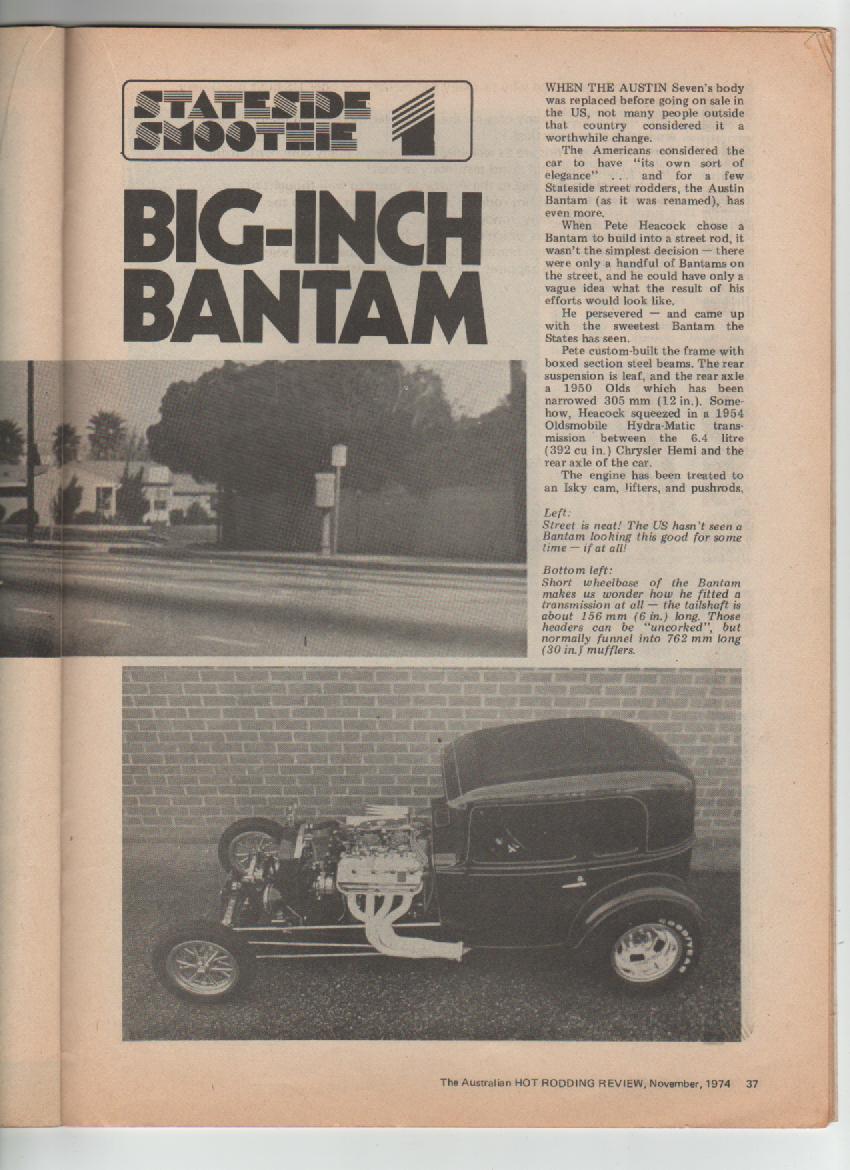 STATESIDE
SMOOTHIE 1
BIG-INCH
BANTAM
WHEN THE AUSTIN Seven's body
was replaced before going on sale in
the US, not many people outside
that country considered it a
worthwhile change.
The Americans considered the
car to have "its own sort of
elegance" ... and for a few
Stateside street rodders, the Austin
Bantam (as it was renamed), has
even more.
When Pete Heacock chose a
Bantam to build into a street rod, it
wasn't the simplest decision — there
were only a handful of Bantams on
the street, and he could have only a
vague idea what the result of his
efforts would look like.
He persevered — and came up
with the sweetest Bantam the
States has seen.
Pete custom-built the frame with
boxed section steel beams. The rear
suspension is leaf, and the rear axle
a 1950 Olds which has been
narrowed 305 mm (12 in.). Some-
how, Heacock squeezed in a 1954
Oldsmobile Hydra-Matic trans-
mission between the 6.4 litre
(392 cu in.) Chrysler Hemi and the
rear axle of the car.
The engine has been treated to
an Isky cam, lifters, and pushrods,
Left:
Street is neat! The US hasn't seen a
Bantam looking this good for some
time — if at all!
Bottom left:
Short wheelbase of the Bantam
makes us wonder how he fitted a
transmission at all — the tailshaft is
about 156 mm (6 in.) long. Those
headers can be "uncorked", but
normally funnel into 762 mm long
(30 in.) mufflers.
GOODYEAR
The Australian HOT RODDING REVIEW, November, 1974 37